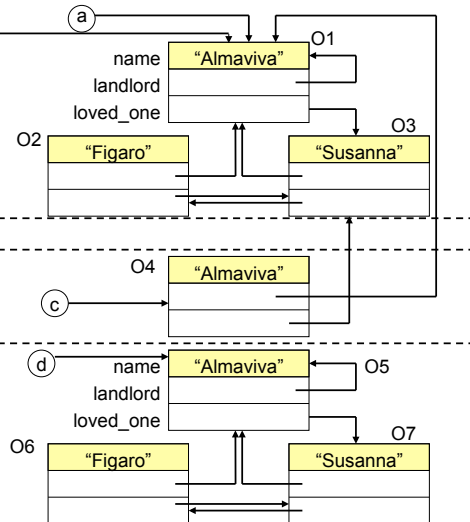 a
O1
name “Almaviva”
landlord
loved_one
O2
O3
“Figaro” “Susanna”
O4
“Almaviva”
c
d
name “Almaviva” O5
landlord
loved_one
O6
O7
“Figaro” “Susanna”